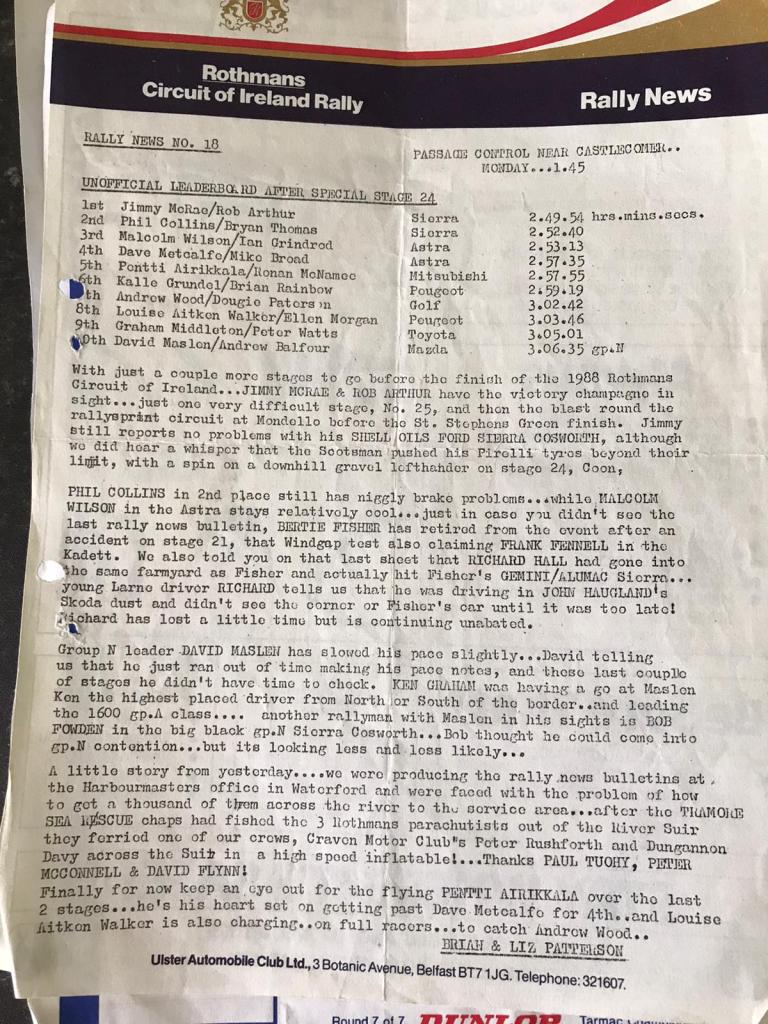 Rothmans
Circuit of Ireland Rally
Rally News
RALLY NEWS NO. 18
PASSAGE CONTROL NEAR CASTLECOMER..
MONDAY...1.45
UNOFFICIAL LEADERBOARD AFTER SPECIAL STAGE 24
1st Jimmy McRae/Rob Arthur Sierra 2.49.54 hrs.mins.secs.
2nd Phil Collins/Bryan Thomas Sierra 2.52.40
3rd Malcolm Wilson/Ian Grindrod Astra 2.53.13
4th Dave Metcalfe/Mike Broad Astra 2.57.35
5th Pentti Airikkala/Ronan McNamee Mitsubishi 2.57.55
6th Kalle Grundel/Brian Rainbow Peugeot 2.59.19
th Andrew Wood/Dougie Paterson Golf 3.02.42
8th Louise Aitken Walker/Ellen Morgan Peugeot 3.03.46
9th Graham Middleton/Peter Watts Toyota 3.05.01
0th David Maslen/Andrew Balfour Mazda 3.06.35 gp.N
With just a couple more stages to go before the finish of the 1988 Rothmans
Circuit of Ireland...JIMMY MCRAE & ROB ARTHUR have the victory champagne in
sight...just one very difficult stage, No. 25, and then the blast round the
rallysprint circuit at Mondello before the St. Stephens Green finish. Jimmy
still reports no problems with his SHELL OILS FORD SIERRA COSWORTH, although
we did hear a whisper that the Scotsman pushed his Pirelli tyres beyond their
limit, with a spin on a downhill gravel lefthander on stage 24, Coon,
PHIL COLLINS in 2nd place still has niggly brake problems...while MALCOLM
WILSON in the Astra stays relatively cool...just in case you didn't see the
last rally news bulletin, BERTIE FISHER has retired from the event after an
accident on stage 21, that Windgap test also claiming FRANK FENNELL in the
Kadett. We also told you on that last sheet that RICHARD HALL had gone into
the same farmyard as Fisher and actually hit Fisher's GEMINI/ALUMAC Sierra...
young Larne driver RICHARD tells us that he was driving in JOHN HAUGLAND's
Skoda dust and didn't see the corner or Fisher's car until it was too late!
Richard has lost a little time but is continuing unabated.
Group N leader DAVID MASLEN has slowed his pace slightly...David telling
us that he just ran out of time making his pace notes, and these last couple
of stages he didn't have time to check. KEN GRAHAM was having a go at Maslen
Ken the highest placed driver from North or South of the border..and leading
the 1600 gp.A class.... another rallyman with Maslen in his sights is BOB
FOWDEN in the big black gp.N Sierra Cosworth...Bob thought he could come into
gp.N contention...but its looking less and less likely...
A little story from yesterday....we were producing the rally news bulletins at
the Harbourmasters office in Waterford and were faced with the problem of how
to get a thousand of them across the river to the service area...after the TRAMORE
SEA RESCUE chaps had fished the 3 Rothmans parachutists out of the River Suir
they ferried one of our crews, Craven Motor Club"s Peter Rushforth and Dungannon
Davy across the Suir in a high speed inflatable!...Thanks PAUL TUOHY, PETER
MCCONNELL & DAVID FLYNN!
Finally for now keep an eye out for the flying PENTTI AIRIKKALA over the last
2 stages...he's his heart set on getting past Dave Metcalfe for 4th..and Louise
Aitken Walker is also charging..on full racers...to catch Andrew Wood..
BRIAN & LIZ PATTERSON
Ulster Automobile Club Ltd., 3 Botanic Avenue, Belfast BT7 1JG. Telephone: 321607.
Round 7 of 7 DUNLOP Tarmac